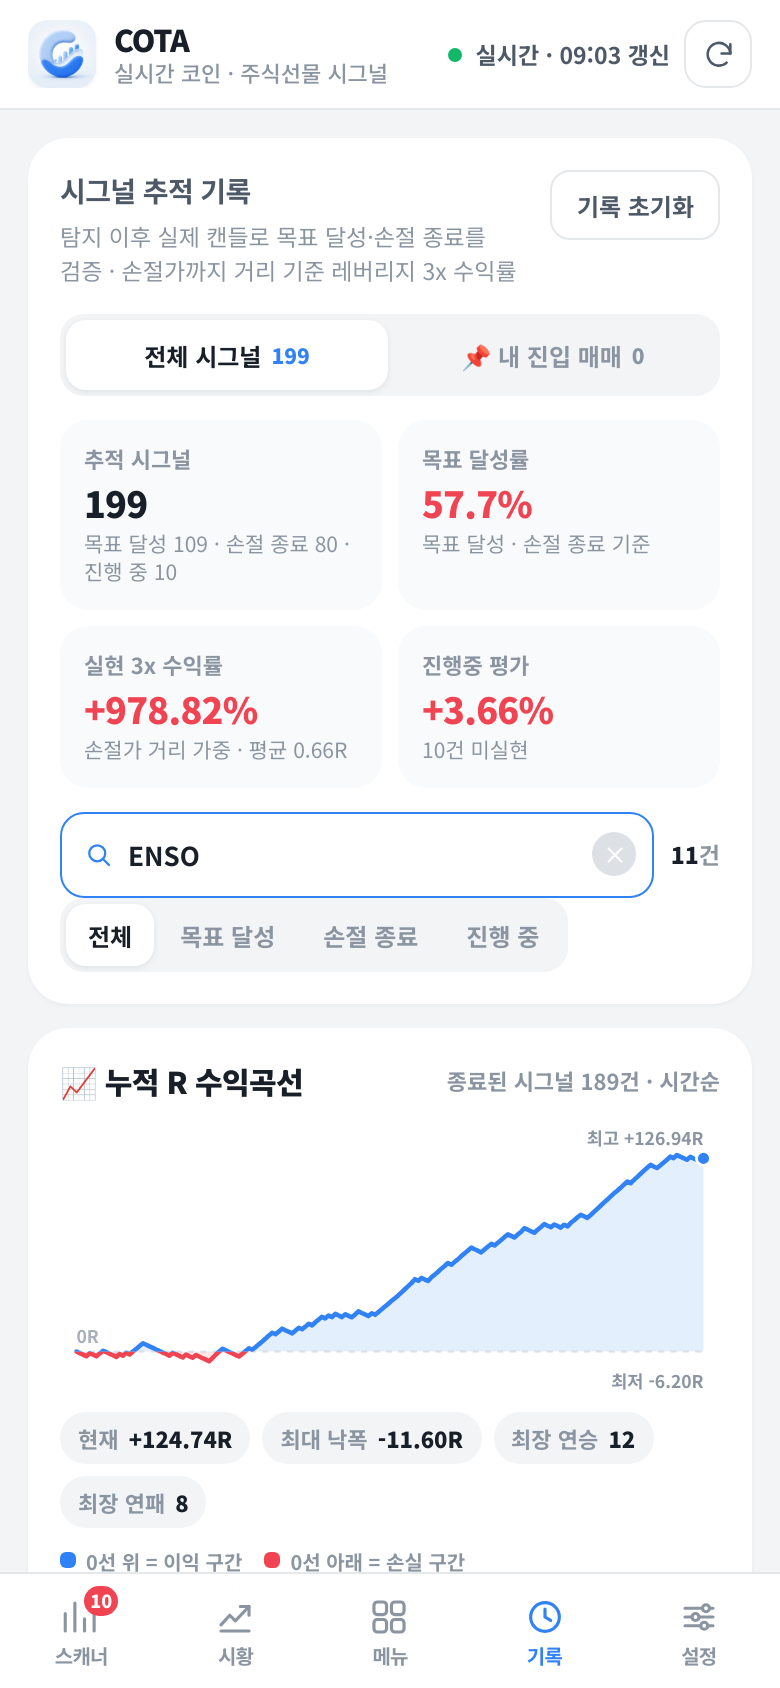 COTA
실시간 코인 · 주식선물 시그널
실시간 · 09:03 갱신
시그널 추적 기록
기록 초기화
탐지 이후 실제 캔들로 목표 달성·손절 종료를
검증 · 손절가까지 거리 기준 레버리지 3x 수익률
전체 시그널 199
내 진입 매매 0
추적 시그널
199
목표 달성 109 · 손절 종료 80 ·
진행 중 10
목표 달성률
57.7%
목표 달성 · 손절 종료 기준
실현 3x 수익률
+978.82%
손절가 거리 가중 · 평균 0.66R
진행중 평가
+3.66%
10건 미실현
ENSO
11건
전체
목표 달성
손절 종료
진행 중
누적 R 수익곡선
종료된 시그널 189건 · 시간순
최고 +126.94R
0R
최저 -6.20R
현재 +124.74R
최대 낙폭 -11.60R
최장 연승 12
최장 연패 8
0선 위 = 이익 구간
0선 아래 = 손실 구간
10
스캐너
시황
메뉴
기록
설정